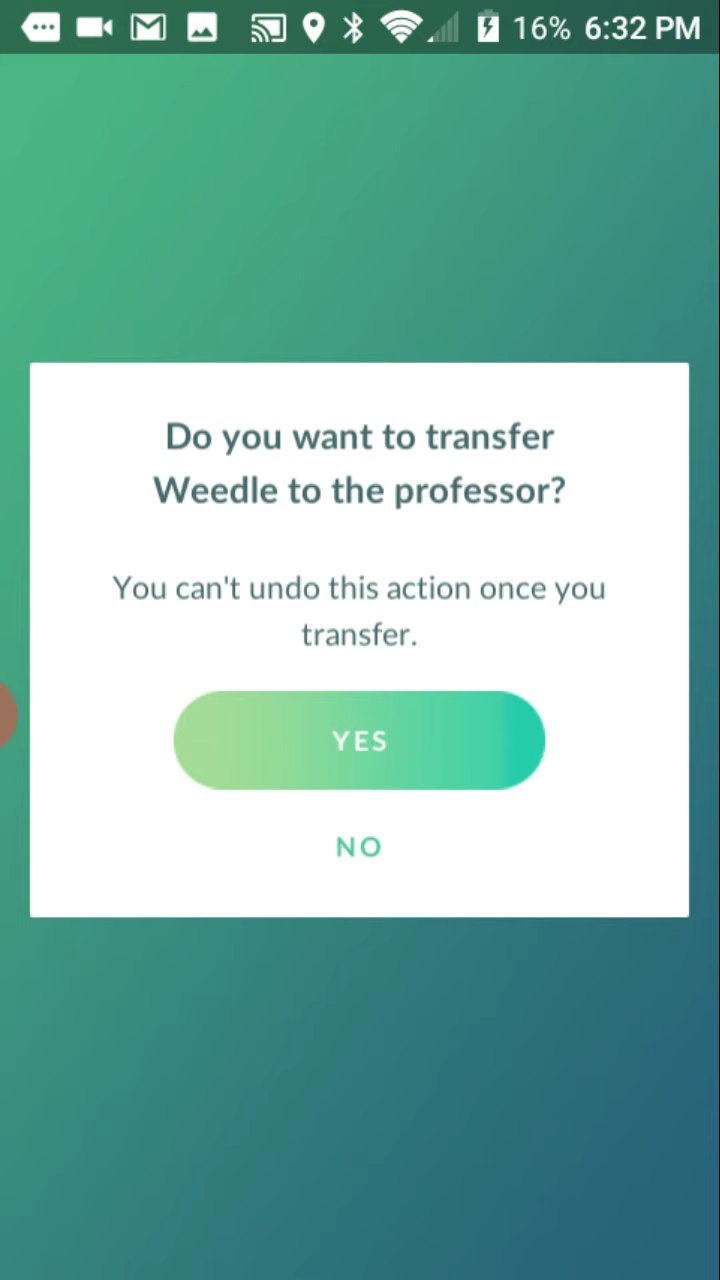 16% 6:32 PM
Do you want to transfer
Weedle to the professor?
You can't undo this action once you
transfer.
YES
NO